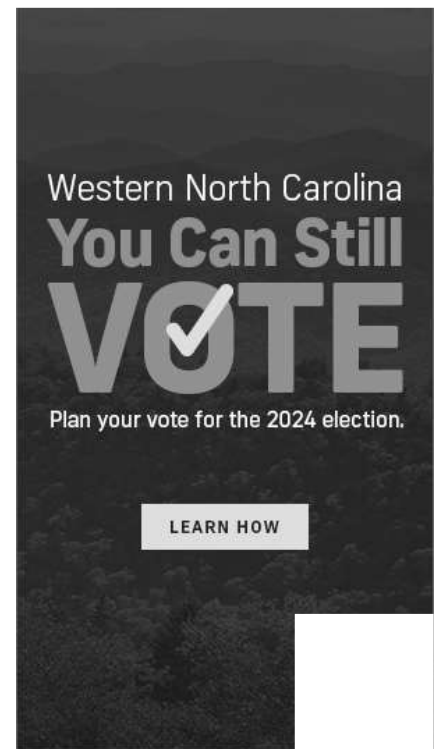 Western North Carolina
You Can Still
VOTE
Plan your vote for the 2024 election.
LEARN HOW